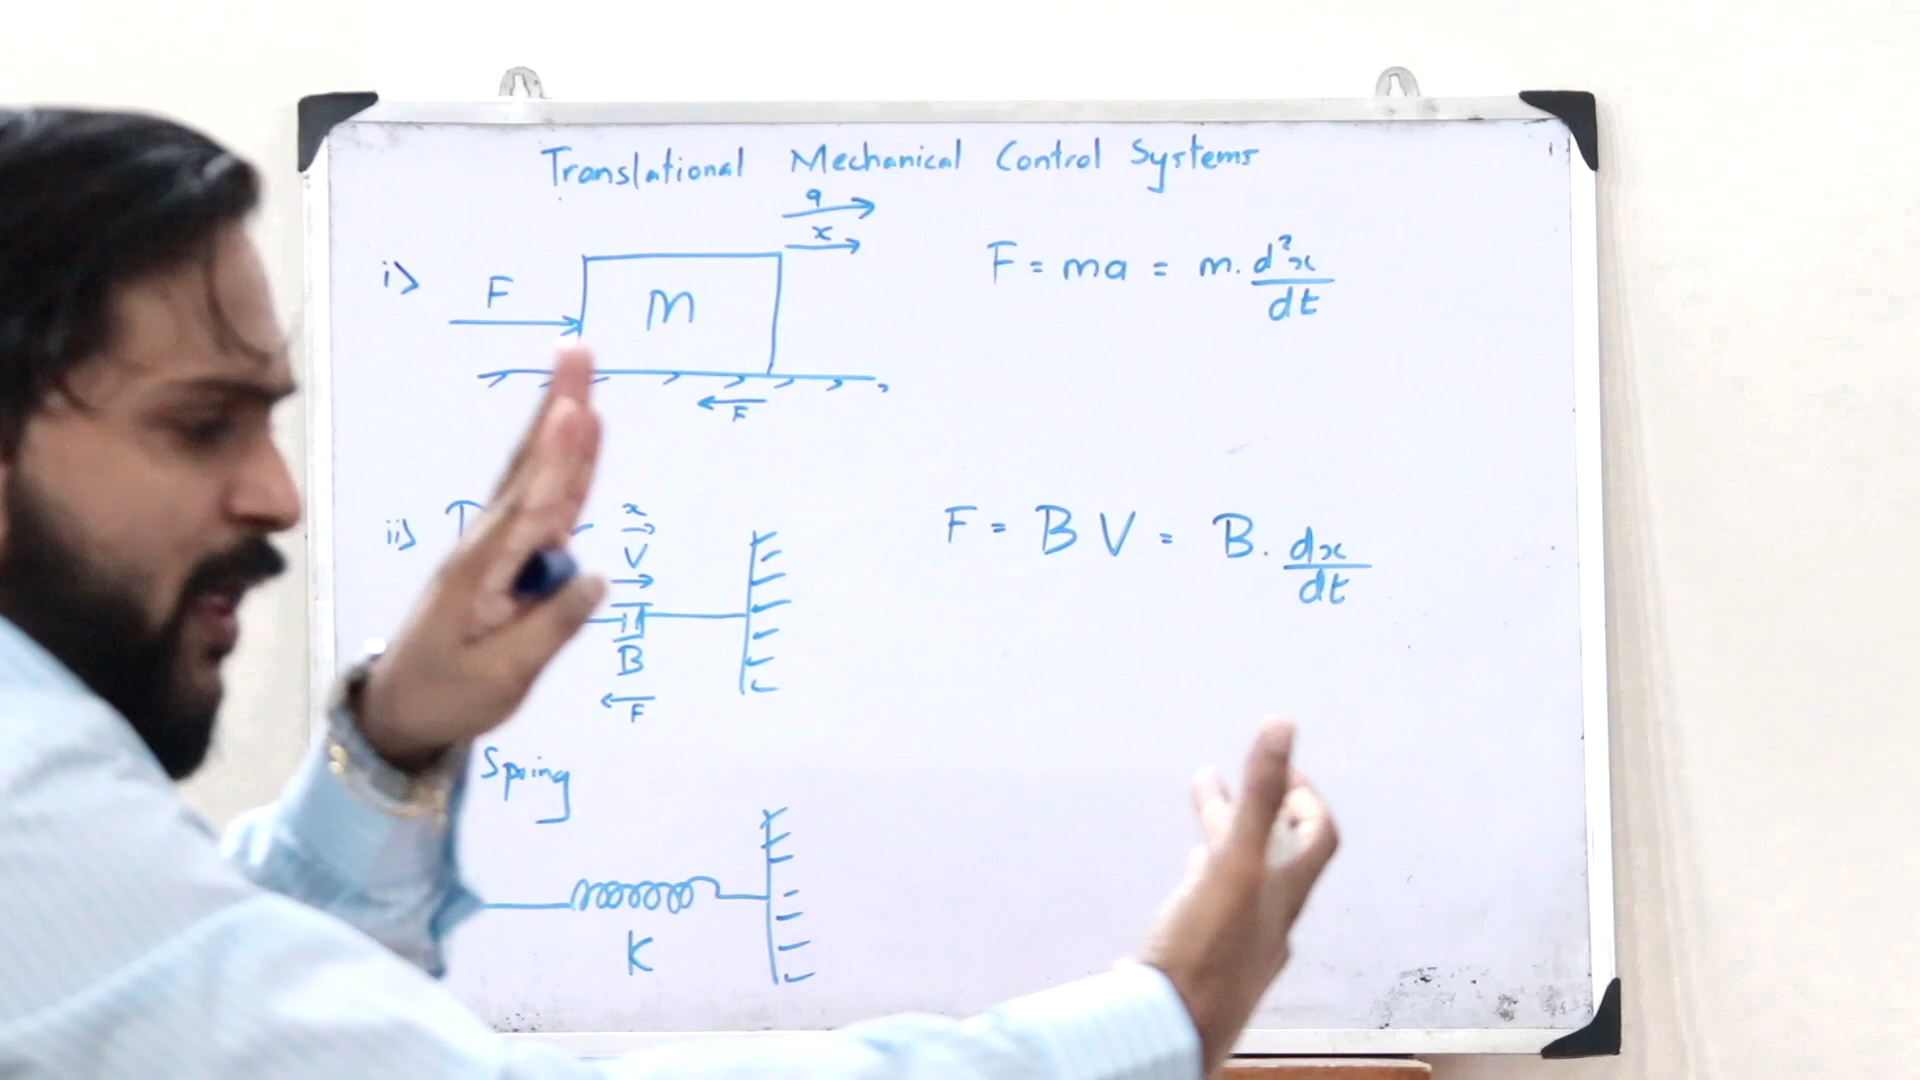 Translational Mechanical Control Systems
a
x
i)
F
M
F = ma = m. d²x/dt
F
ii)
x
V
F = B V = B. dx/dt
B
F
Spring
K